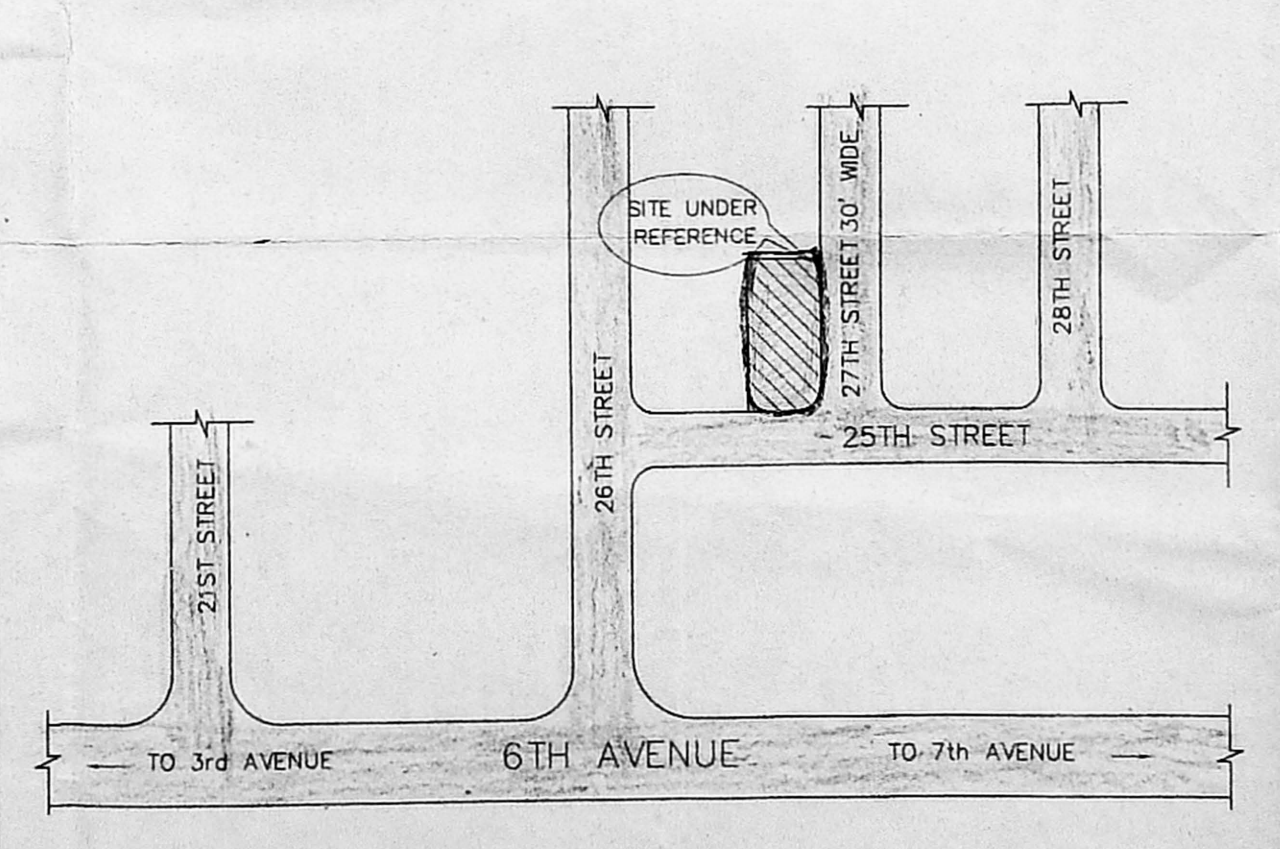 SITE UNDER
REFERENCE
27TH STREET 30' WIDE
28TH STREET
26TH STREET
25TH STREET
21ST STREET
TO 3rd AVENUE
6TH AVENUE
TO 7th AVENUE